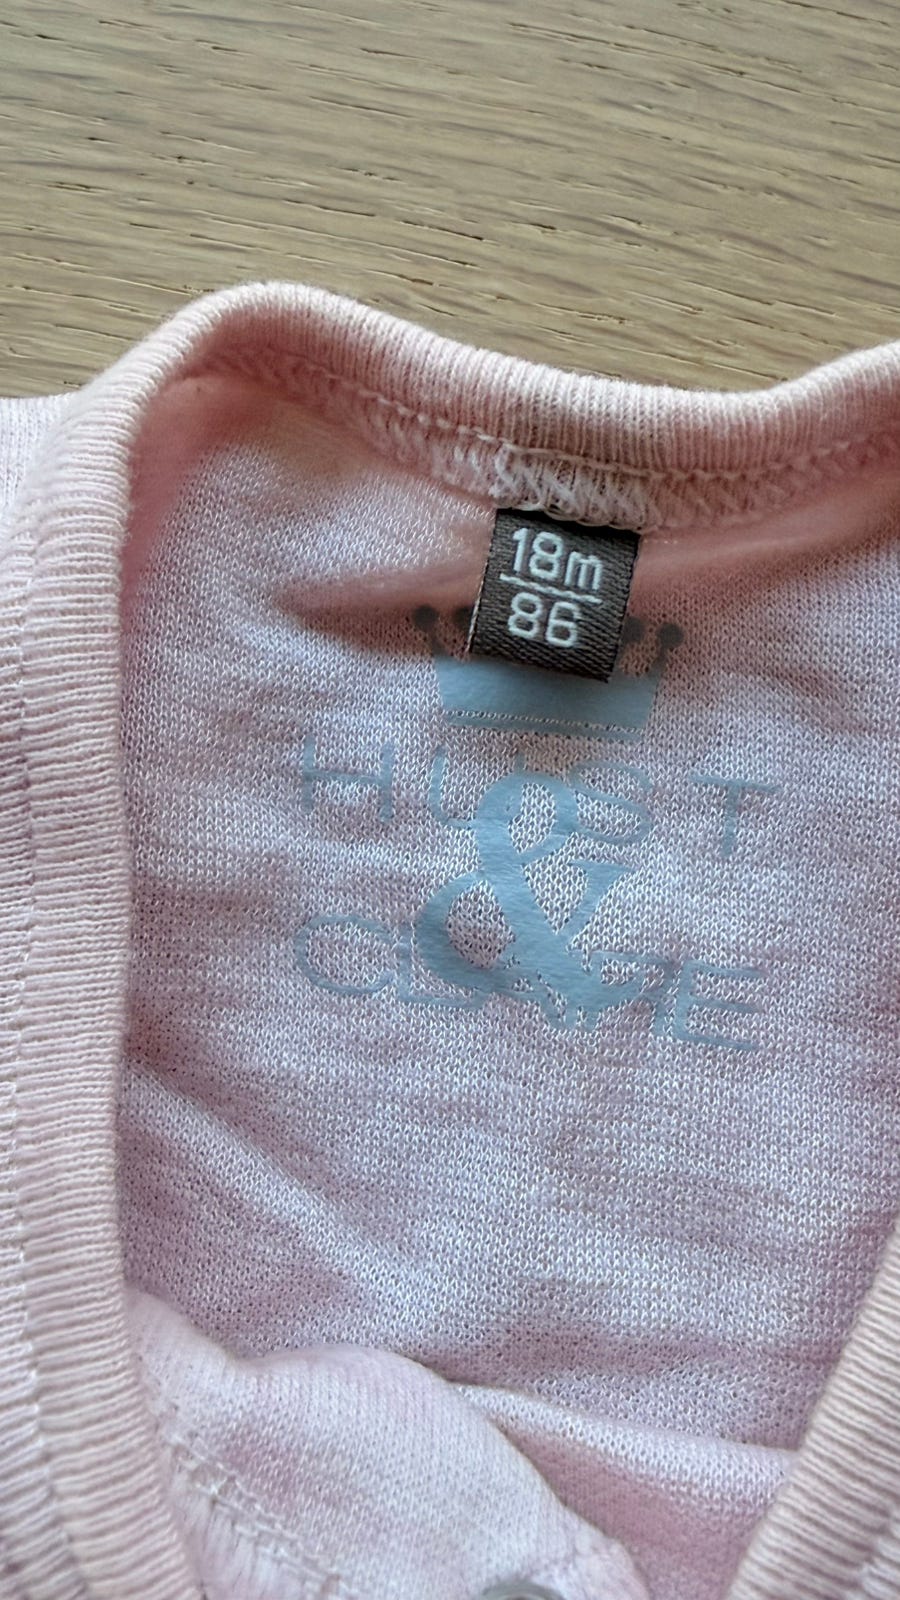 18m
86
HUST
&
CLAIRE